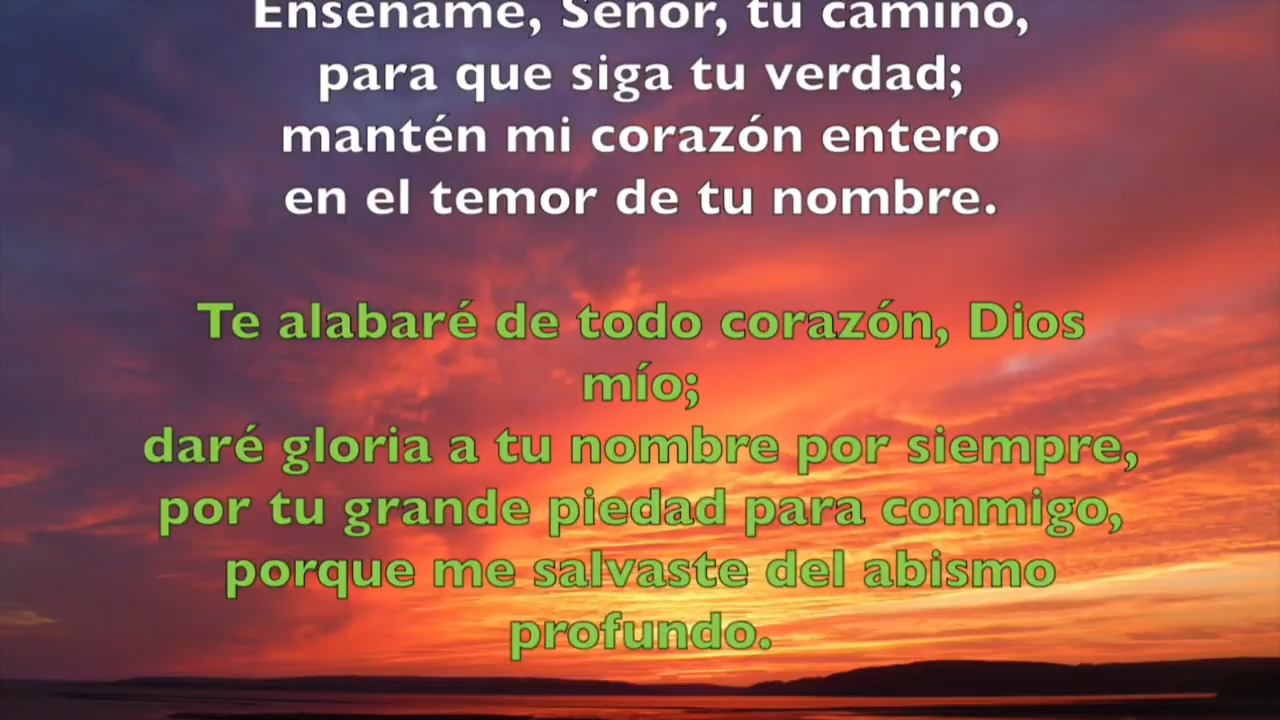 Enséñame, Señor, tu camino,
para que siga tu verdad;
mantén mi corazón entero
en el temor de tu nombre.
Te alabaré de todo corazón, Dios
mío;
daré gloria a tu nombre por siempre,
por tu grande piedad para conmigo,
porque me salvaste del abismo
profundo.